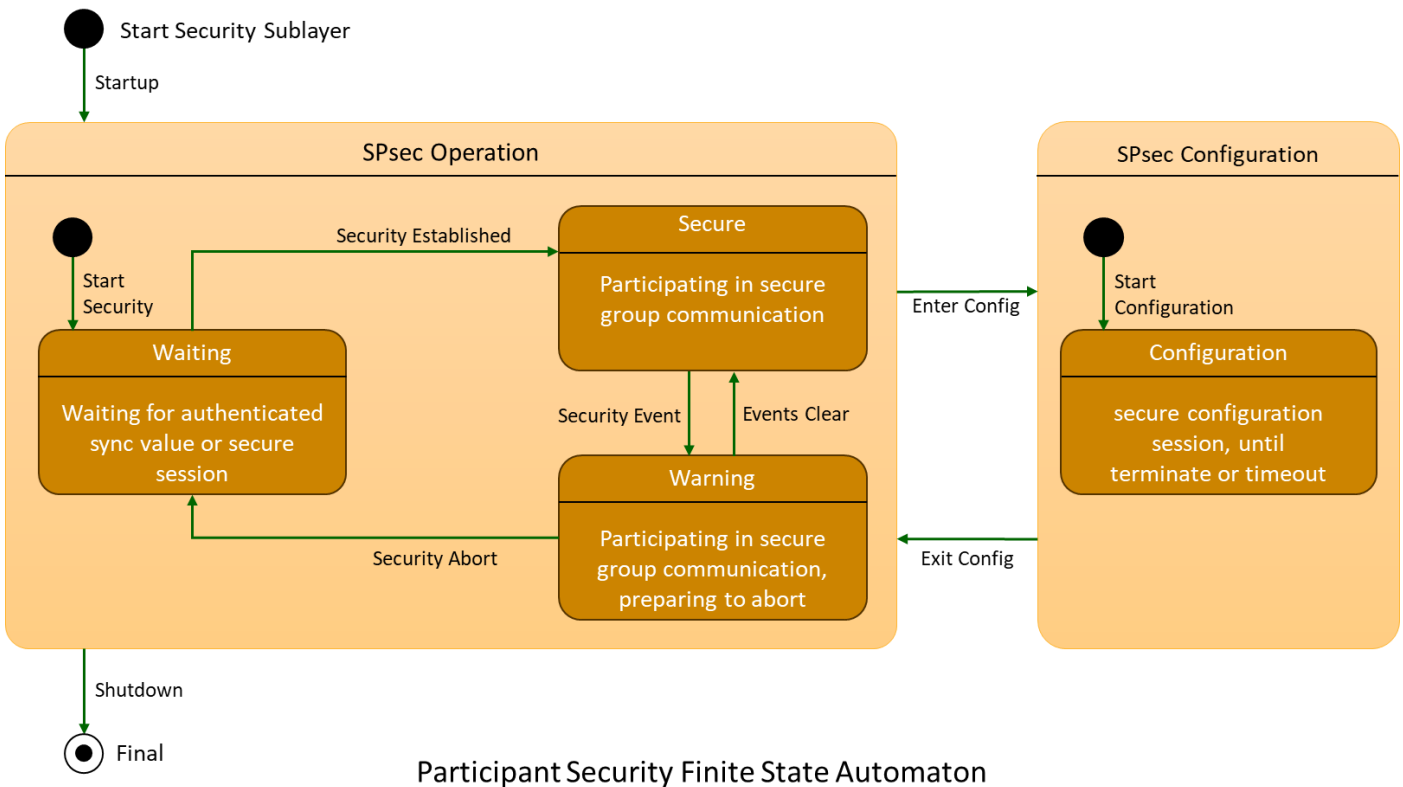 Start Security Sublayer
Startup
SPsec Operation
Start
Security
Security Established
Secure
Participating in secure
group communication
Waiting
Waiting for authenticated
sync value or secure
session
Security Event
Events Clear
Warning
Participating in secure
group communication,
preparing to abort
Security Abort
Enter Config
Exit Config
SPsec Configuration
Start
Configuration
Configuration
secure configuration
session, until
terminate or timeout
Shutdown
Final
Participant Security Finite State Automaton